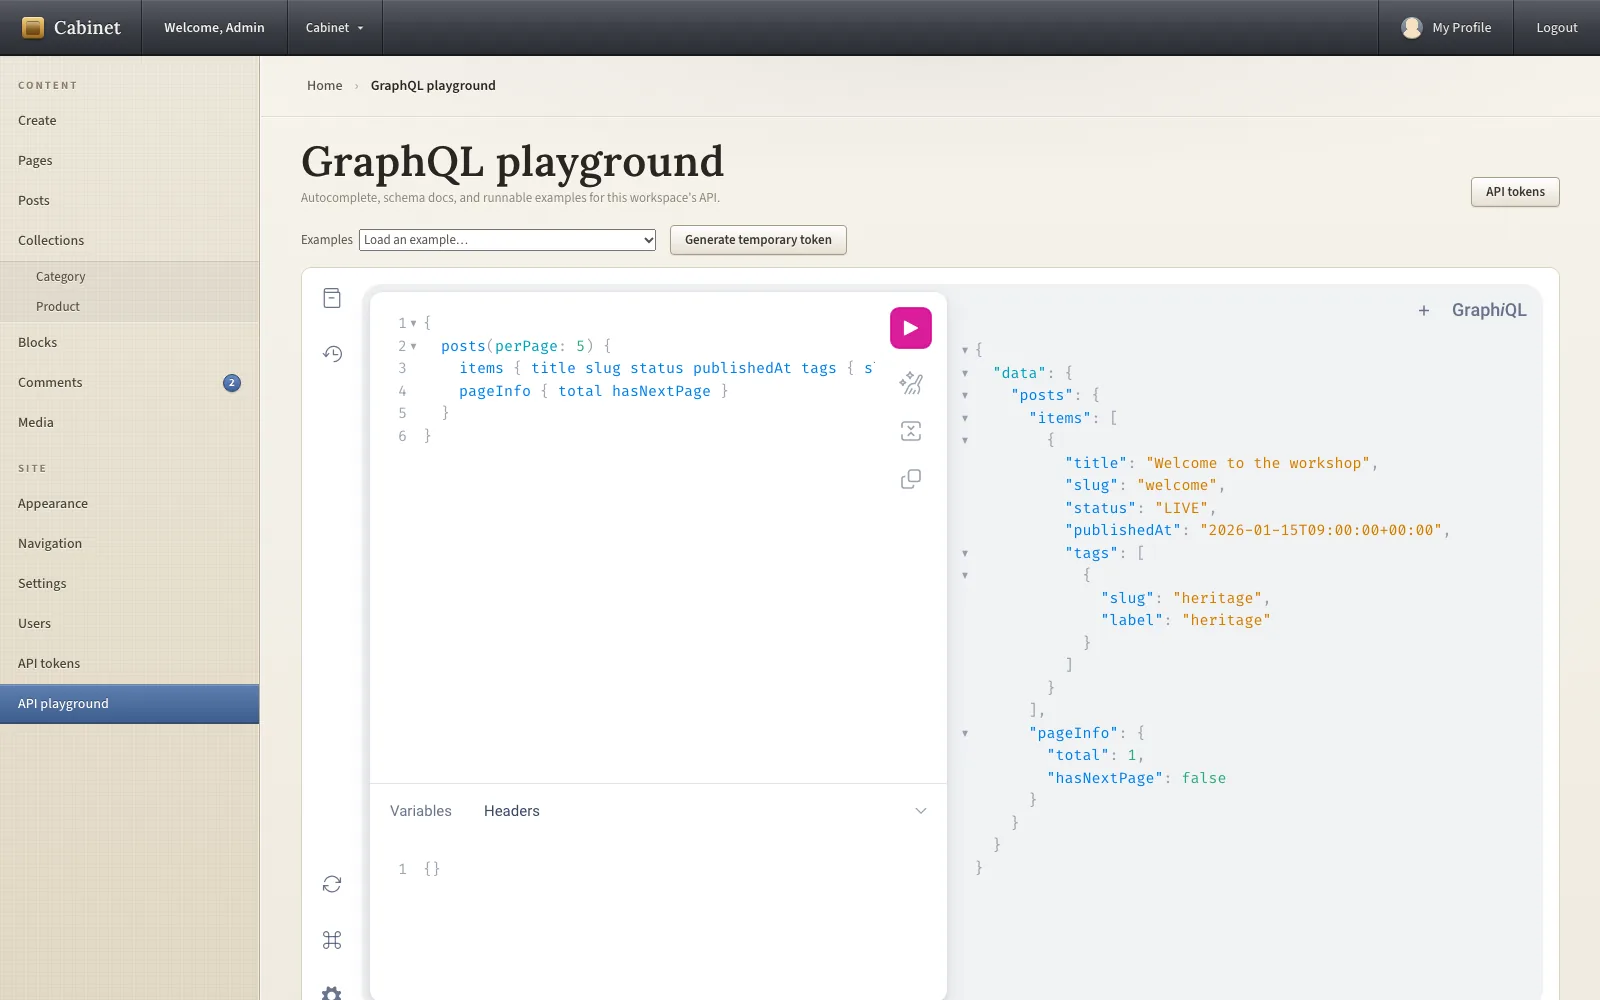 Cabinet
Welcome, Admin
Cabinet
My Profile
Logout
CONTENT
Create
Pages
Posts
Collections
Category
Product
Blocks
Comments
2
Media
SITE
Appearance
Navigation
Settings
Users
API tokens
API playground
Home › GraphQL playground
GraphQL playground
Autocomplete, schema docs, and runnable examples for this workspace's API.
API tokens
Examples
Load an example…
Generate temporary token
1 {
2 posts(perPage: 5) {
3 items { title slug status publishedAt tags { s
4 pageInfo { total hasNextPage }
5 }
6 }
Variables
Headers
1 {}
+ GraphiQL
{
"data": {
"posts": {
"items": [
{
"title": "Welcome to the workshop",
"slug": "welcome",
"status": "LIVE",
"publishedAt": "2026-01-15T09:00:00+00:00",
"tags": [
{
"slug": "heritage",
"label": "heritage"
}
]
}
],
"pageInfo": {
"total": 1,
"hasNextPage": false
}
}
}
}